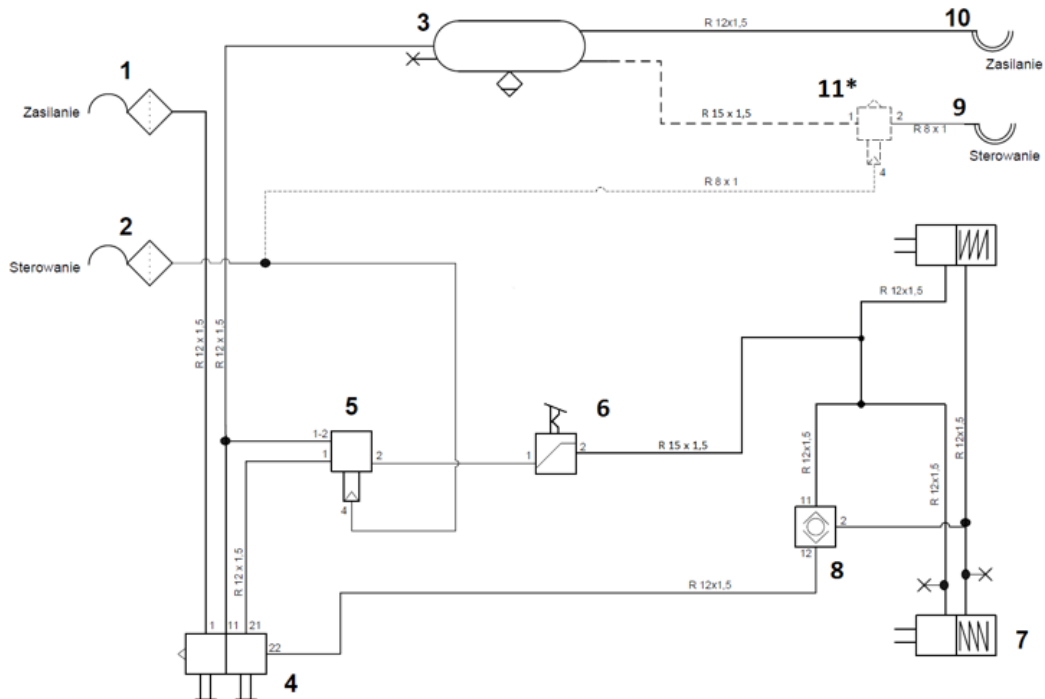 3
R 12x1,5
10
Zasilanie
1
Zasilanie
11*
R 15 x 1,5
1
2
4
R 8 x 1
9
Sterowanie
R 8 x 1
2
Sterowanie
R 12 x 1,5
R 12 x 1,5
R 12x1,5
5
1-2
1
2
4
6
1
2
R 15 x 1,5
R 12x1,5
R 12x1,5
R 12x1,5
11
2
12
8
R 12 x 1.5
R 12x1,5
1
11
21
22
4
7